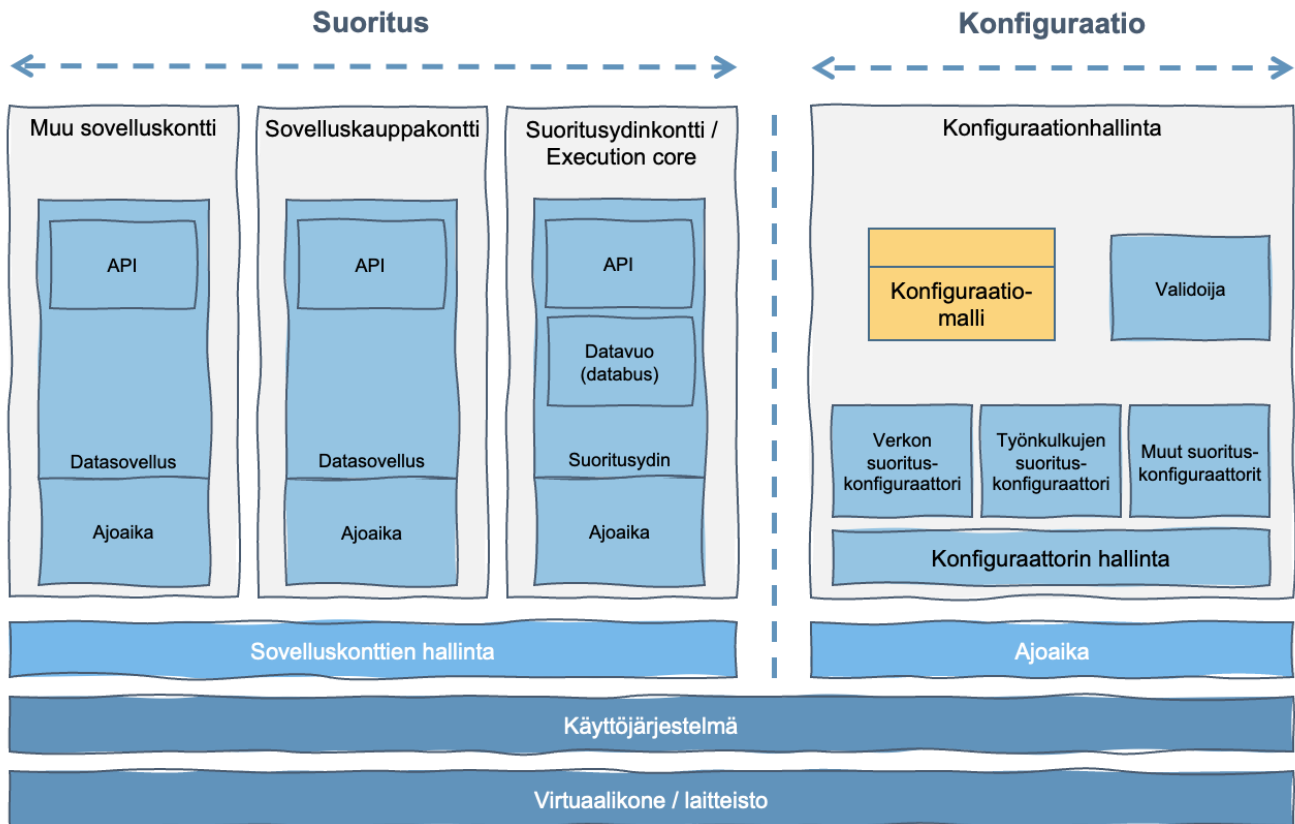 Suoritus
Konfiguraatio
Muu sovelluskontti
Sovelluskauppakontti
Suoritusydinkontti /
Execution core
Konfiguraationhallinta
API
API
API
Datavuo
(databus)
Datasovellus
Datasovellus
Suoritusydin
Ajoaika
Ajoaika
Ajoaika
Konfiguraatio-
malli
Validoija
Verkon
suoritus-
konfiguraattori
Työnkulkujen
suoritus-
konfiguraattori
Muut suoritus-
konfiguraattorit
Konfiguraattorin hallinta
Sovelluskonttien hallinta
Ajoaika
Käyttöjärjestelmä
Virtuaalikone / laitteisto